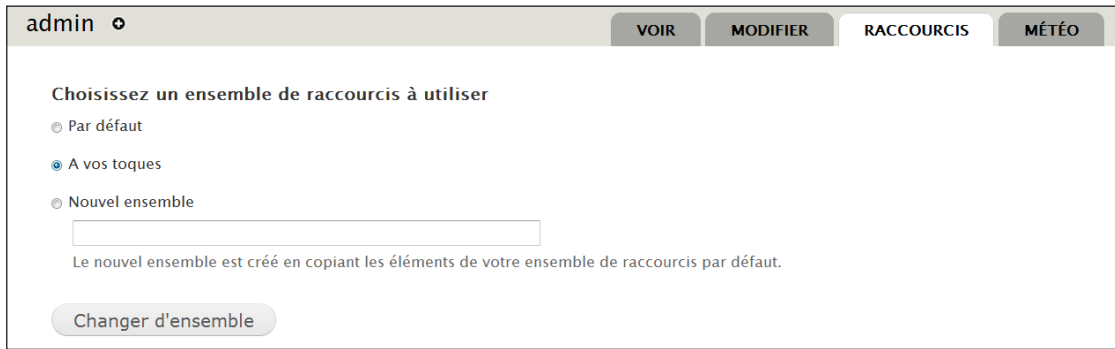 admin
VOIR MODIFIER RACCOURCIS MÉTÉO
Choisissez un ensemble de raccourcis à utiliser
Par défaut
A vos toques
Nouvel ensemble
Le nouvel ensemble est créé en copiant les éléments de votre ensemble de raccourcis par défaut.
Changer d'ensemble